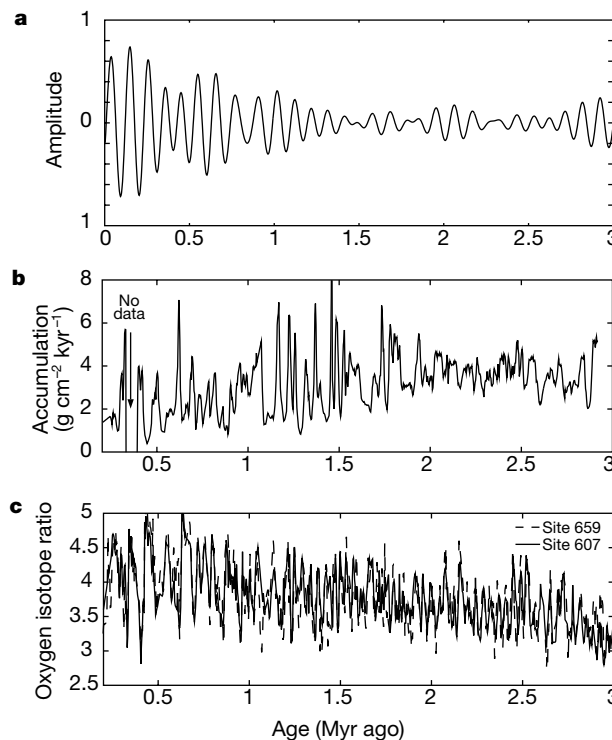 a
Amplitude
1
0
1
0 0.5 1 1.5 2 2.5 3
b
Accumulation
(g cm⁻² kyr⁻¹)
No
data
8
6
4
2
0
0.5 1 1.5 2 2.5 3
c
Oxygen isotope ratio
Site 659
Site 607
5
4.5
4
3.5
3
2.5
0.5 1 1.5 2 2.5 3
Age (Myr ago)